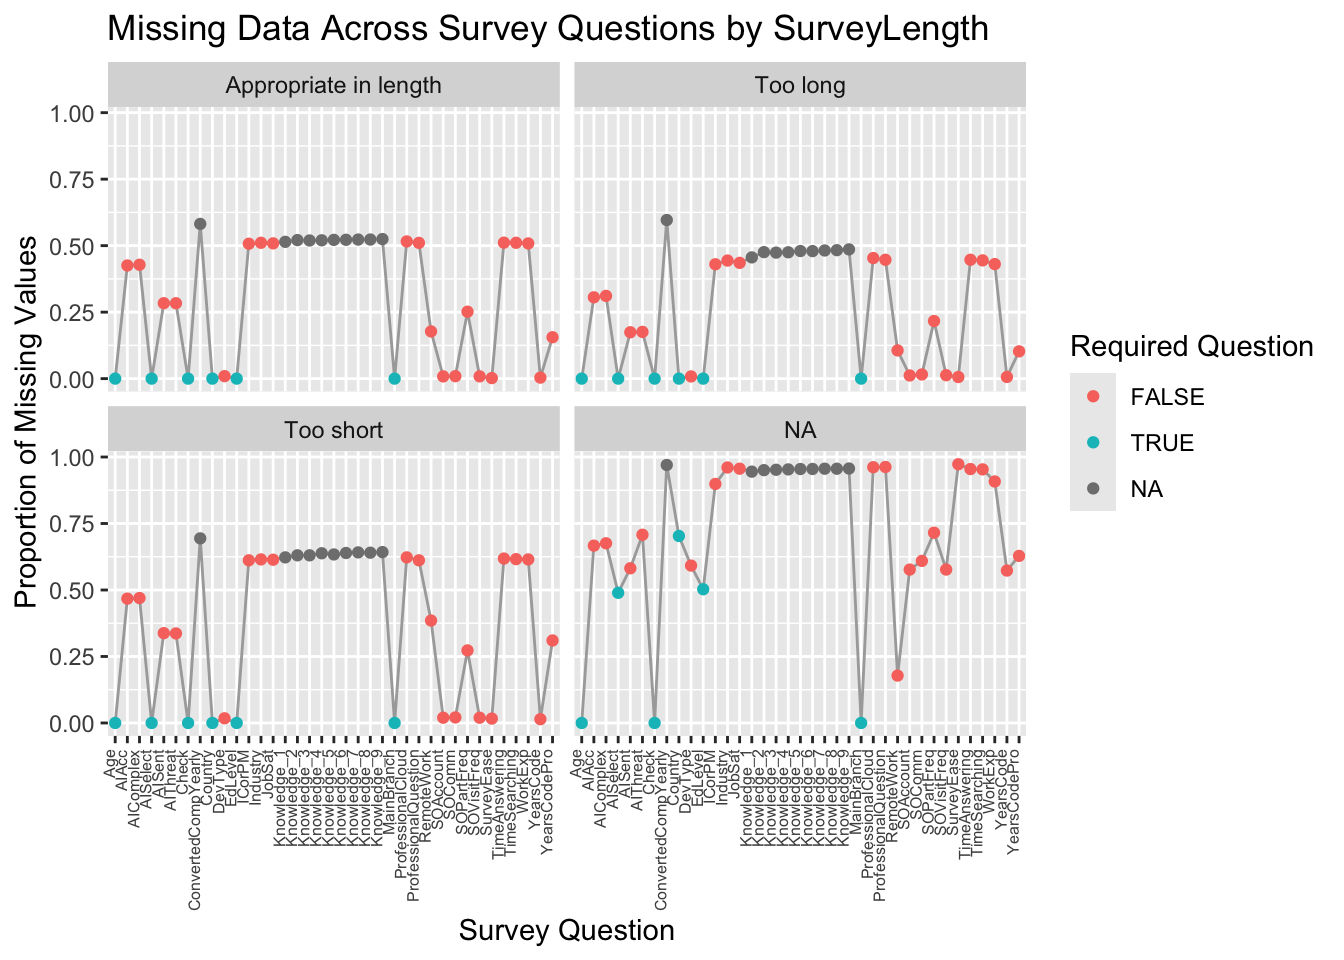 Missing Data Across Survey Questions by SurveyLength
Appropriate in length
Too long
1.00
0.75
0.50
0.25
0.00
Too short
NA
1.00
0.75
0.50
0.25
0.00
Proportion of Missing Values
Age
AIAcc
AIComplex
AISelect
AISent
AIThreat
Check
ConvertedCompYearly
Country
DevType
EdLevel
ICorPM
Industry
JobSat
Knowledge_1
Knowledge_2
Knowledge_3
Knowledge_4
Knowledge_5
Knowledge_6
Knowledge_7
Knowledge_8
Knowledge_9
MainBranch
ProfessionalCloud
ProfessionalQuestion
RemoteWork
SOAccount
SOComm
SOPartFreq
SOVisitFreq
SurveyEase
TimeAnswering
TimeSearching
WorkExp
YearsCode
YearsCodePro
Age
AIAcc
AIComplex
AISelect
AISent
AIThreat
Check
ConvertedCompYearly
Country
DevType
EdLevel
ICorPM
Industry
JobSat
Knowledge_1
Knowledge_2
Knowledge_3
Knowledge_4
Knowledge_5
Knowledge_6
Knowledge_7
Knowledge_8
Knowledge_9
MainBranch
ProfessionalCloud
ProfessionalQuestion
RemoteWork
SOAccount
SOComm
SOPartFreq
SOVisitFreq
SurveyEase
TimeAnswering
TimeSearching
WorkExp
YearsCode
YearsCodePro
Survey Question
Required Question
FALSE
TRUE
NA